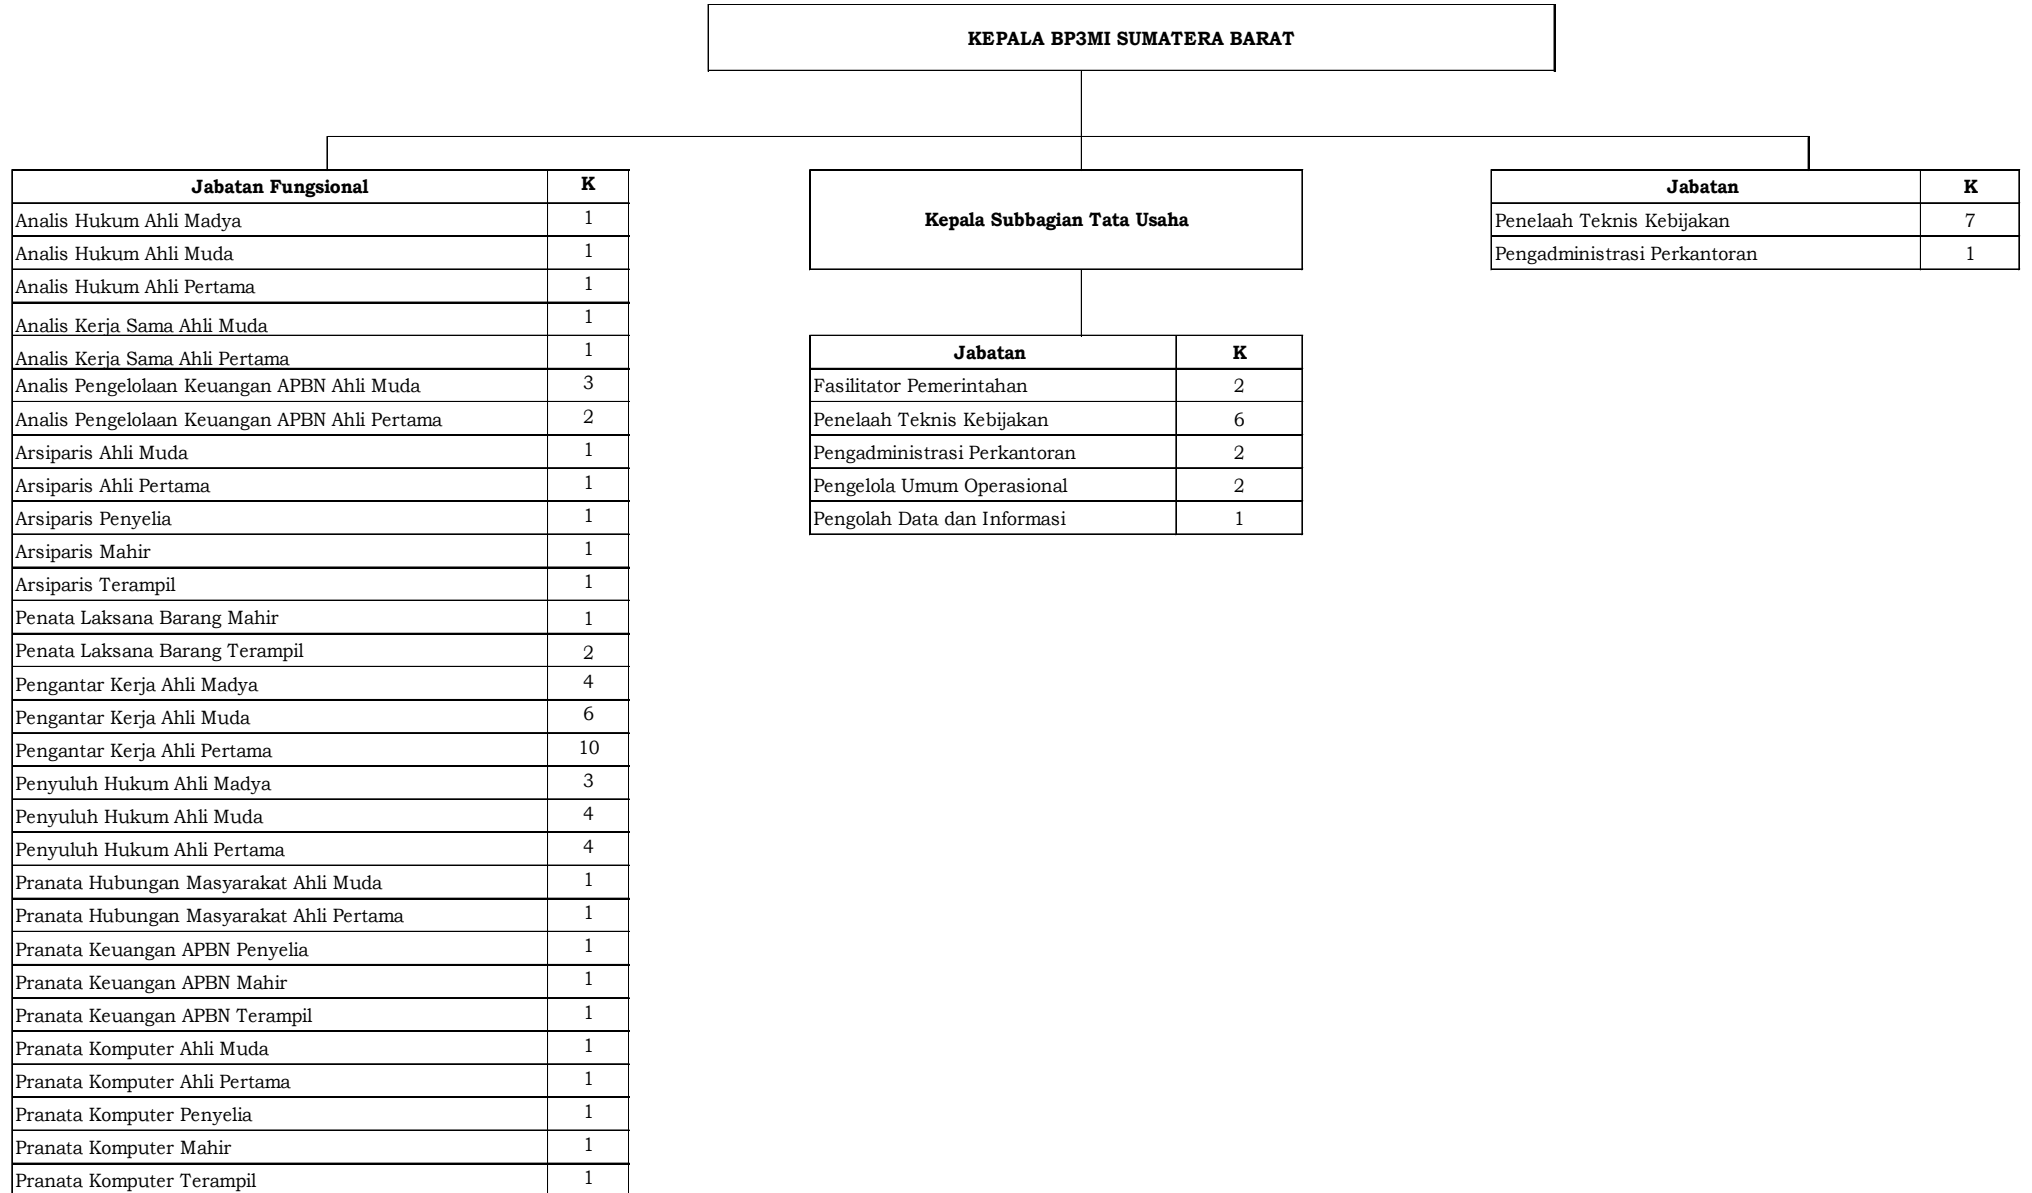 KEPALA BP3MI SUMATERA BARAT
Jabatan Fungsional K
Analis Hukum Ahli Madya 1
Analis Hukum Ahli Muda 1
Analis Hukum Ahli Pertama 1
Analis Kerja Sama Ahli Muda 1
Analis Kerja Sama Ahli Pertama 1
Analis Pengelolaan Keuangan APBN Ahli Muda 3
Analis Pengelolaan Keuangan APBN Ahli Pertama 2
Arsiparis Ahli Muda 1
Arsiparis Ahli Pertama 1
Arsiparis Penyelia 1
Arsiparis Mahir 1
Arsiparis Terampil 1
Penata Laksana Barang Mahir 1
Penata Laksana Barang Terampil 2
Pengantar Kerja Ahli Madya 4
Pengantar Kerja Ahli Muda 6
Pengantar Kerja Ahli Pertama 10
Penyuluh Hukum Ahli Madya 3
Penyuluh Hukum Ahli Muda 4
Penyuluh Hukum Ahli Pertama 4
Pranata Hubungan Masyarakat Ahli Muda 1
Pranata Hubungan Masyarakat Ahli Pertama 1
Pranata Keuangan APBN Penyelia 1
Pranata Keuangan APBN Mahir 1
Pranata Keuangan APBN Terampil 1
Pranata Komputer Ahli Muda 1
Pranata Komputer Ahli Pertama 1
Pranata Komputer Penyelia 1
Pranata Komputer Mahir 1
Pranata Komputer Terampil 1
Kepala Subbagian Tata Usaha
Jabatan K
Fasilitator Pemerintahan 2
Penelaah Teknis Kebijakan 6
Pengadministrasi Perkantoran 2
Pengelola Umum Operasional 2
Pengolah Data dan Informasi 1
Jabatan K
Penelaah Teknis Kebijakan 7
Pengadministrasi Perkantoran 1